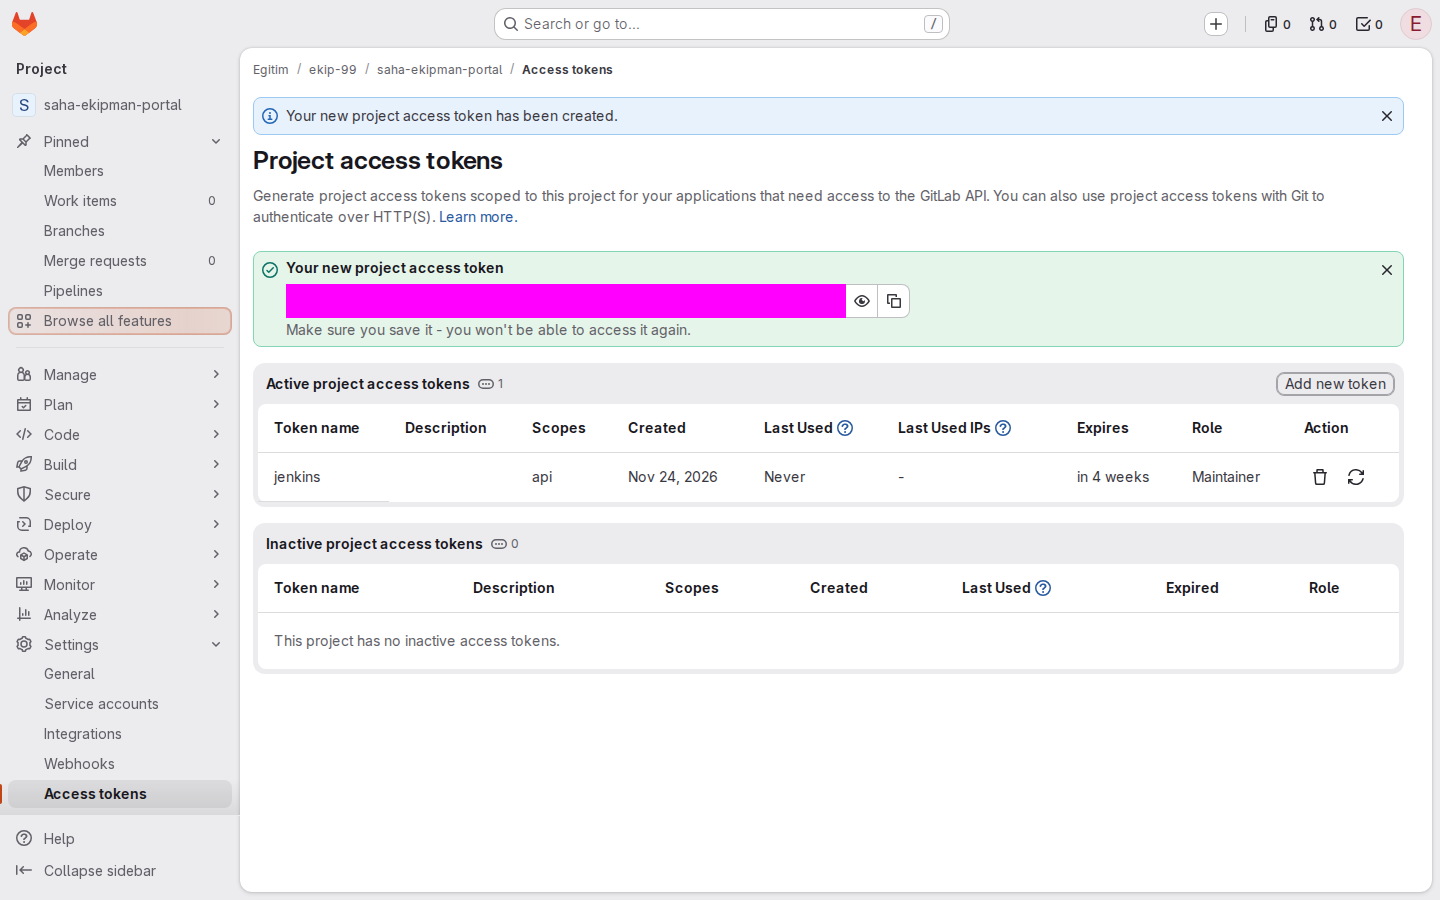 Search or go to...
/
0
0
0
E
Project
S saha-ekipman-portal
Pinned
Members
Work items 0
Branches
Merge requests 0
Pipelines
Browse all features
Manage
Plan
Code
Build
Secure
Deploy
Operate
Monitor
Analyze
Settings
General
Service accounts
Integrations
Webhooks
Access tokens
Help
Collapse sidebar
Egitim / ekip-99 / saha-ekipman-portal / Access tokens
Your new project access token has been created.
Project access tokens
Generate project access tokens scoped to this project for your applications that need access to the GitLab API. You can also use project access tokens with Git to
authenticate over HTTP(S). Learn more.
Your new project access token
Make sure you save it - you won't be able to access it again.
Active project access tokens 1
Add new token
Token name Description Scopes Created Last Used Last Used IPs Expires Role Action
jenkins api Nov 24, 2026 Never - in 4 weeks Maintainer
Inactive project access tokens 0
Token name Description Scopes Created Last Used Expired Role
This project has no inactive access tokens.